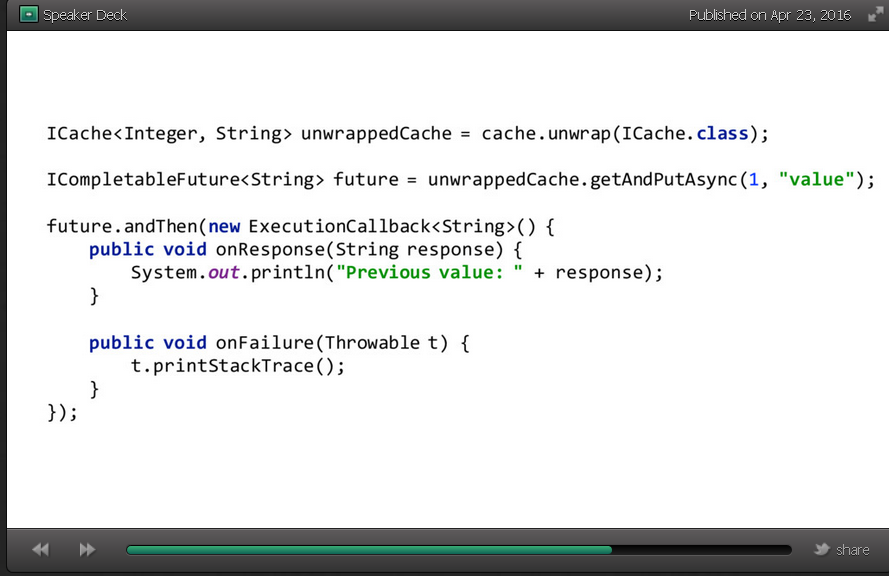 Speaker Deck
Published on Apr 23, 2016
ICache<Integer, String> unwrappedCache = cache.unwrap(ICache.class);
ICompletableFuture<String> future = unwrappedCache.getAndPutAsync(1, "value");
future.andThen(new ExecutionCallback<String>() {
    public void onResponse(String response) {
        System.out.println("Previous value: " + response);
    }
    public void onFailure(Throwable t) {
        t.printStackTrace();
    }
});
share